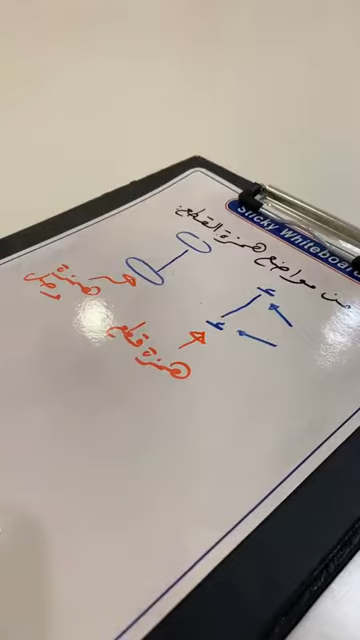 Sticky Whiteboard
من مواضع همزة القطع:
ء
ء
همزة قطع
همزة وصل